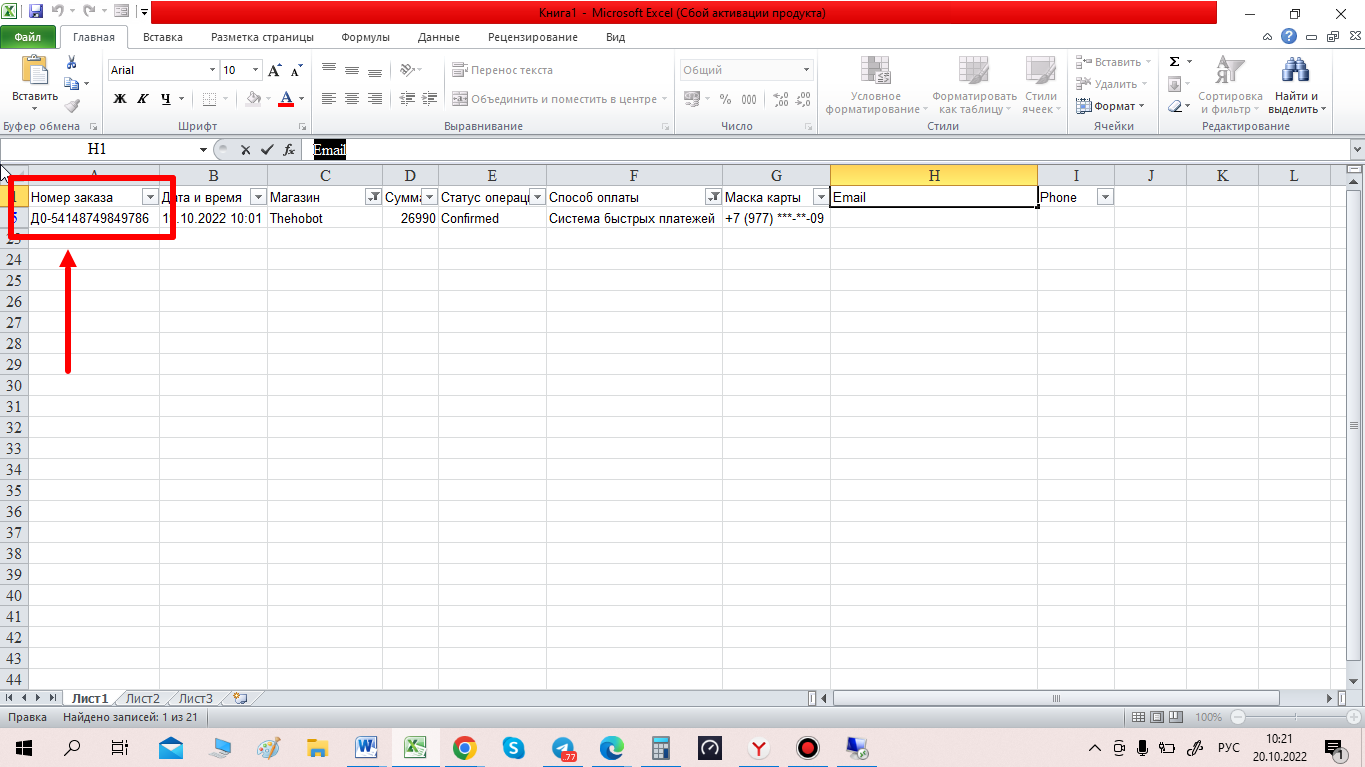 Книга1 - Microsoft Excel (Сбой активации продукта)
Файл Главная Вставка Разметка страницы Формулы Данные Рецензирование Вид
Arial 10 Перенос текста Общий Вставить Σ
Вставить Ж К Ч Объединить и поместить в центре % 000 Условное форматирование Форматировать как таблицу Стили ячеек Удалить Формат Сортировка и фильтр Найти и выделить
Буфер обмена Шрифт Выравнивание Число Стили Ячейки Редактирование
H1 fx Email
A B C D E F G H I J K L
1 Номер заказа Дата и время Магазин Сумма Статус операци Способ оплаты Маска карты Email Phone
5 Д0-54148749849786 .10.2022 10:01 Thehobot 26990 Confirmed Система быстрых платежей +7 (977) ***-**-09
23
24
25
26
27
28
29
30
31
32
33
34
35
36
37
38
39
40
41
42
43
44
Лист1 Лист2 Лист3
Правка Найдено записей: 1 из 21 100%
77 РУС 10:21
20.10.2022 1